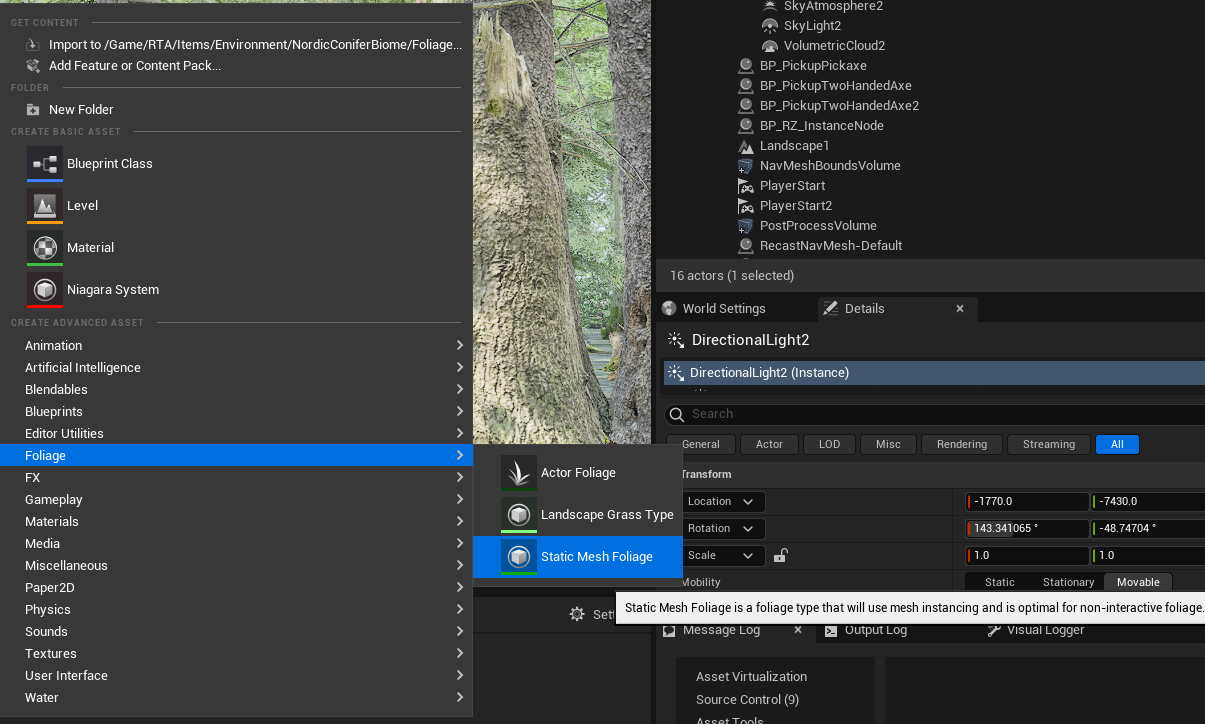 GET CONTENT
Import to /Game/RTA/Items/Environment/NordicConiferBiome/Foliage...
Add Feature or Content Pack...
FOLDER
New Folder
CREATE BASIC ASSET
Blueprint Class
Level
Material
Niagara System
CREATE ADVANCED ASSET
Animation
Artificial Intelligence
Blendables
Blueprints
Editor Utilities
Foliage
FX
Gameplay
Materials
Media
Miscellaneous
Paper2D
Physics
Sounds
Textures
User Interface
Water
Actor Foliage
Landscape Grass Type
Static Mesh Foliage
Static Mesh Foliage is a foliage type that will use mesh instancing and is optimal for non-interactive foliage.
SkyAtmosphere2
SkyLight2
VolumetricCloud2
BP_PickupPickaxe
BP_PickupTwoHandedAxe
BP_PickupTwoHandedAxe2
BP_RZ_InstanceNode
Landscape1
NavMeshBoundsVolume
PlayerStart
PlayerStart2
PostProcessVolume
RecastNavMesh-Default
16 actors (1 selected)
World Settings Details
DirectionalLight2
DirectionalLight2 (Instance)
Search
General Actor LOD Misc Rendering Streaming All
Transform
Location -1770.0 -7430.0
Rotation 143.341065 ° -48.74704 °
Scale 1.0 1.0
Mobility Static Stationary Movable
Sett
Message Log Output Log Visual Logger
Asset Virtualization
Source Control (9)
Asset Tools